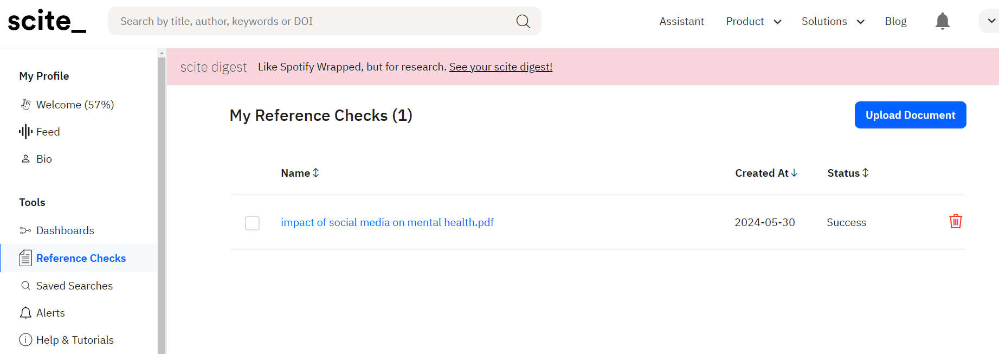 scite_
Search by title, author, keywords or DOI
Assistant
Product
Solutions
Blog
My Profile
Welcome (57%)
Feed
Bio
Tools
Dashboards
Reference Checks
Saved Searches
Alerts
Help & Tutorials
scite digest Like Spotify Wrapped, but for research. See your scite digest!
My Reference Checks (1)
Upload Document
Name Created At Status
impact of social media on mental health.pdf 2024-05-30 Success